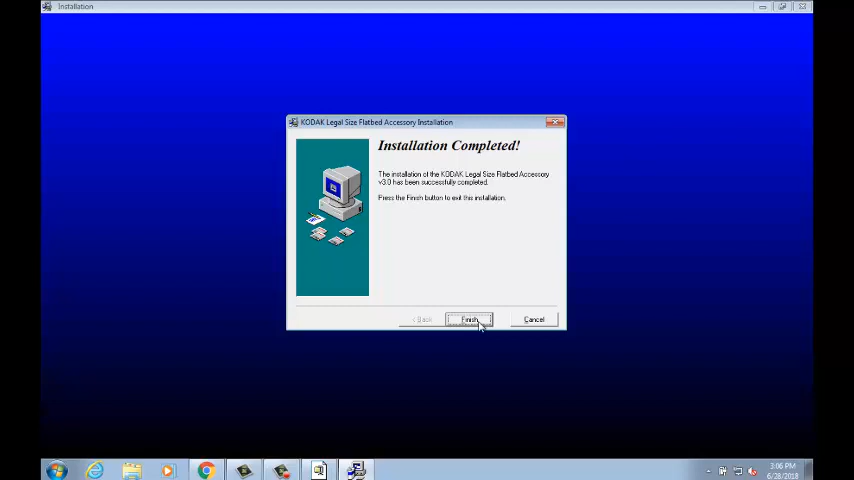 Installation
KODAK Legal Size Flatbed Accessory Installation
Installation Completed!
The installation of the KODAK Legal Size Flatbed Accessory
v3.0 has been successfully completed.
Press the Finish button to exit this installation.
< Back
Finish
Cancel
3:06 PM
6/28/2018